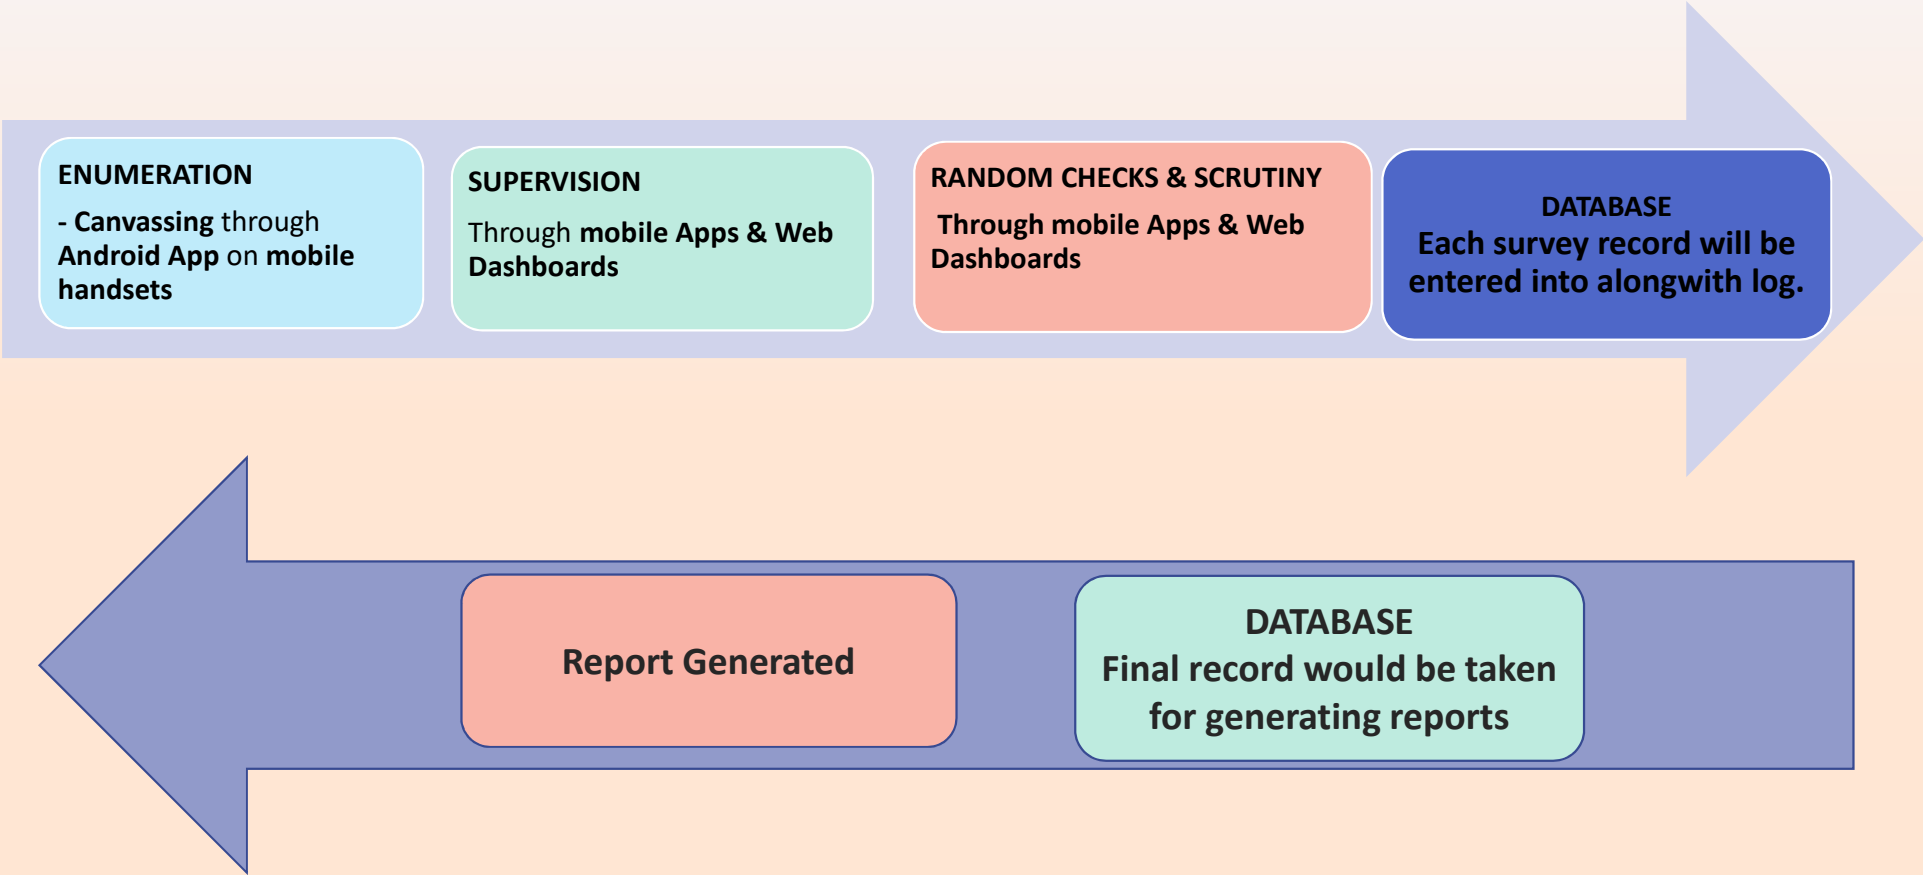 ENUMERATION
- Canvassing through
Android App on mobile
handsets
SUPERVISION
Through mobile Apps & Web
Dashboards
RANDOM CHECKS & SCRUTINY
Through mobile Apps & Web
Dashboards
DATABASE
Each survey record will be
entered into alongwith log.
DATABASE
Final record would be taken
for generating reports
Report Generated